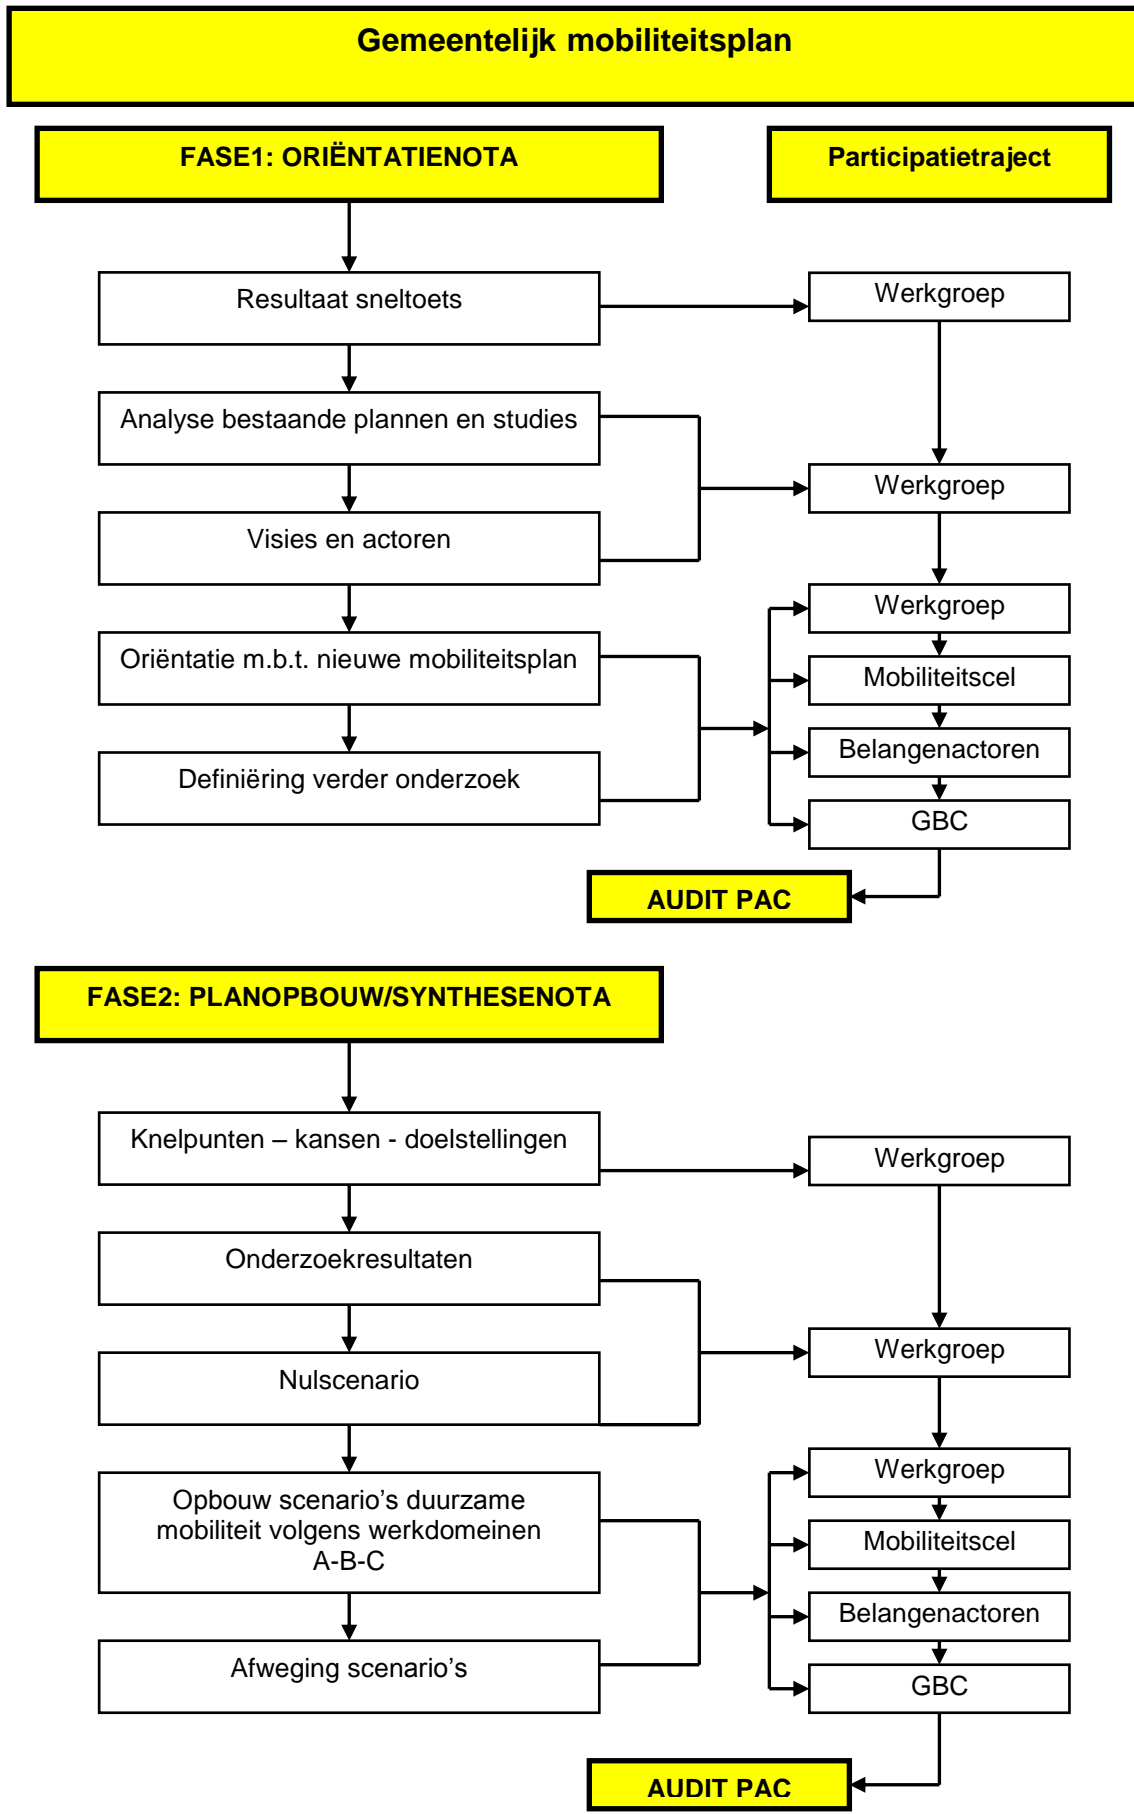 Gemeentelijk mobiliteitsplan
FASE1: ORIËNTATIENOTA
Participatietraject
Resultaat sneltoets
Werkgroep
Analyse bestaande plannen en studies
Werkgroep
Visies en actoren
Werkgroep
Oriëntatie m.b.t. nieuwe mobiliteitsplan
Mobiliteitscel
Belangenactoren
Definiëring verder onderzoek
GBC
AUDIT PAC
FASE2: PLANOPBOUW/SYNTHESENOTA
Knelpunten – kansen - doelstellingen
Werkgroep
Onderzoekresultaten
Werkgroep
Nulscenario
Werkgroep
Opbouw scenario’s duurzame
mobiliteit volgens werkdomeinen
A-B-C
Mobiliteitscel
Belangenactoren
Afweging scenario’s
GBC
AUDIT PAC